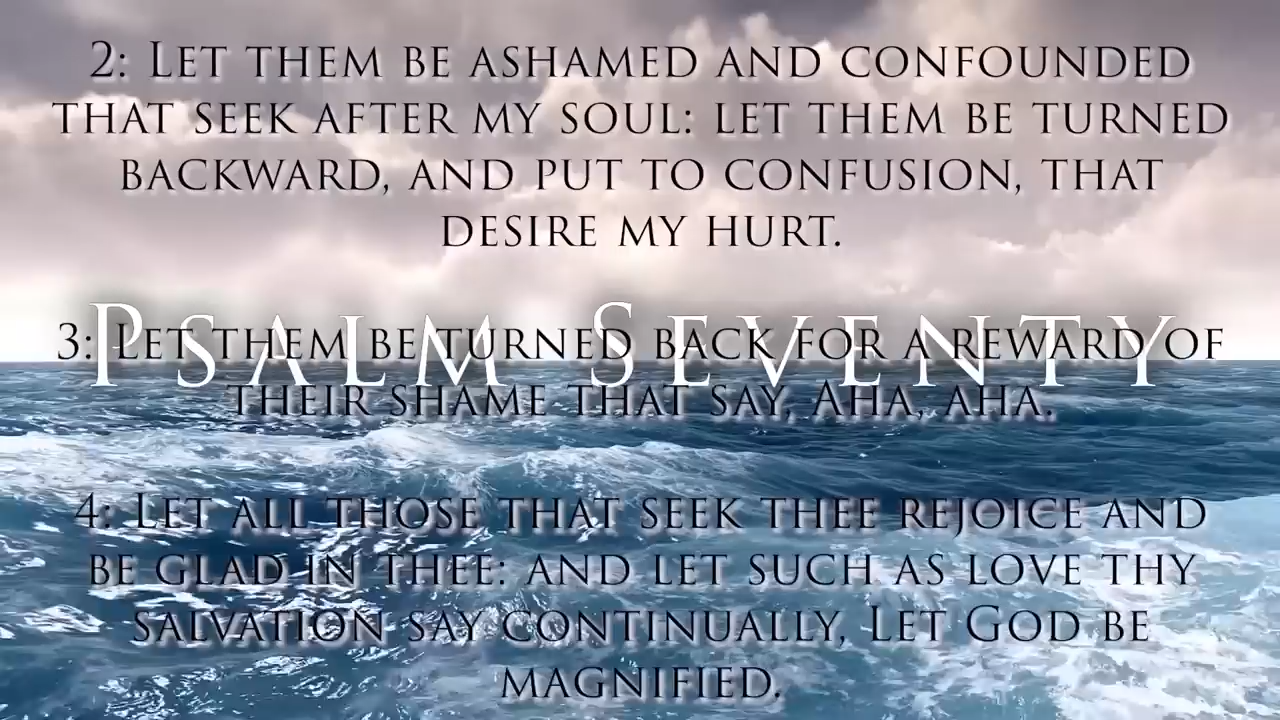 2: Let them be ashamed and confounded
that seek after my soul: let them be turned
backward, and put to confusion, that
desire my hurt.
Psalm Seventy
3: Let them be turned back for a reward of
their shame that say, Aha, aha.
4: Let all those that seek thee rejoice and
be glad in thee: and let such as love thy
salvation say continually, Let God be
magnified.